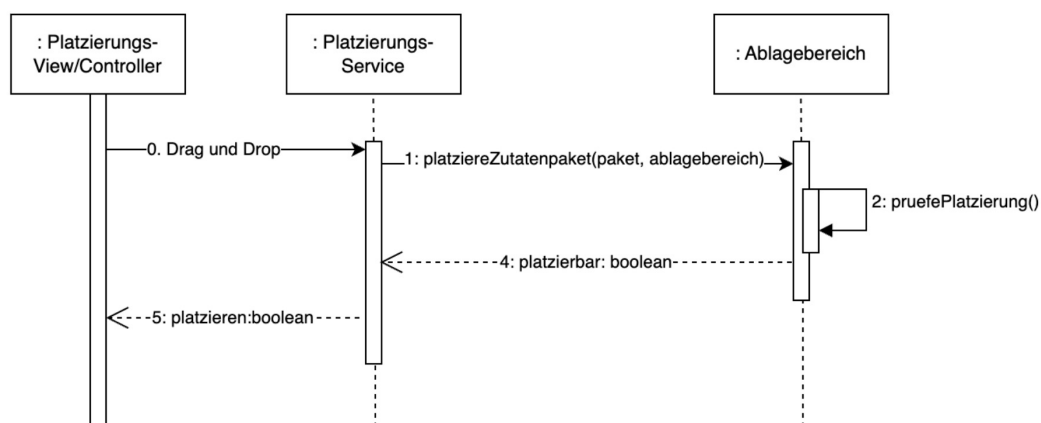 : Platzierungs-
View/Controller
: Platzierungs-
Service
: Ablagebereich
0. Drag und Drop
1: platziereZutatenpaket(paket, ablagebereich)
2: pruefePlatzierung()
4: platzierbar: boolean
5: platzieren:boolean